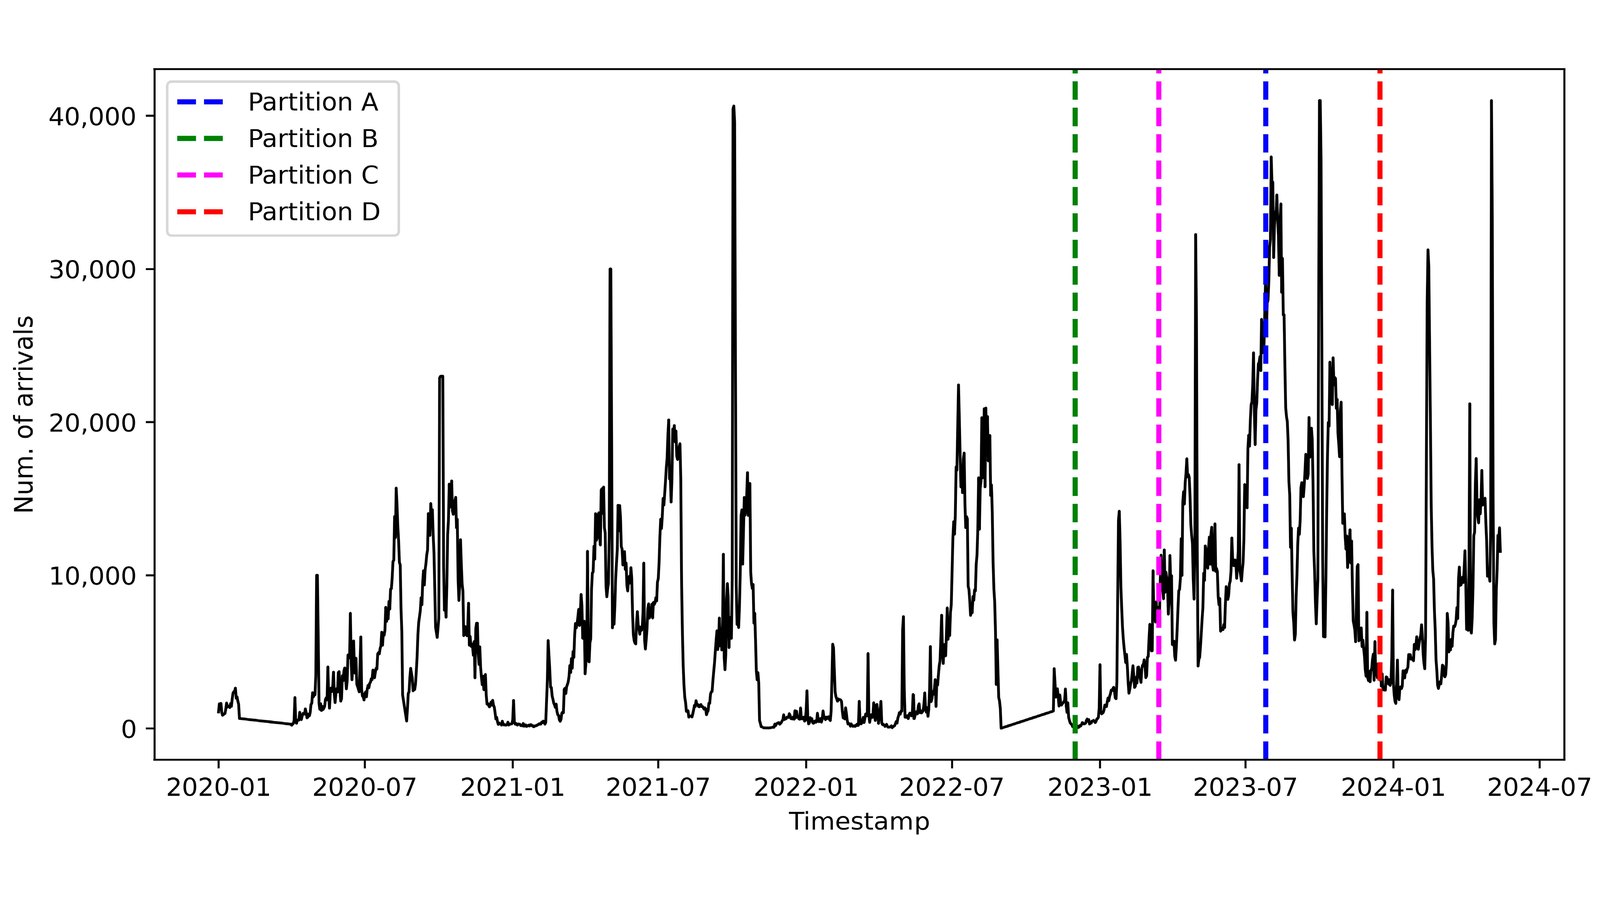 Partition A
Partition B
Partition C
Partition D
40,000
30,000
20,000
10,000
0
Num. of arrivals
2020-01 2020-07 2021-01 2021-07 2022-01 2022-07 2023-01 2023-07 2024-01 2024-07
Timestamp